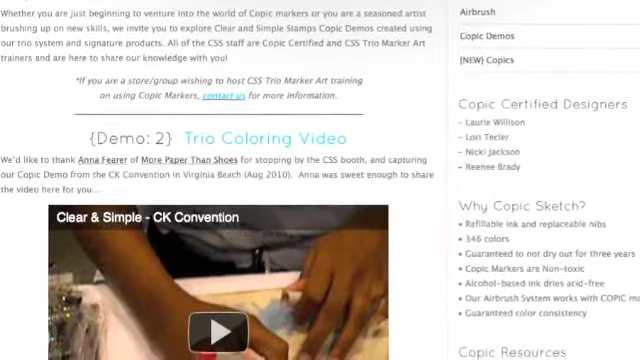 Whether you are just beginning to venture into the world of Copic markers or you are a seasoned artist
brushing up on new skills, we invite you to explore Clear and Simple Stamps Copic Demos created using
our trio system and signature products. All of the CSS staff are Copic Certified and CSS Trio Marker Art
trainers and are here to share our knowledge with you!
*If you are a store/group wishing to host CSS Trio Marker Art training
on using Copic Markers, contact us for more information.
{Demo: 2} Trio Coloring Video
We'd like to thank Anna Fearer of More Paper Than Shoes for stopping by the CSS booth, and capturing
our Copic Demo from the CK Convention in Virginia Beach (Aug 2010). Anna was sweet enough to share
the video here for you...
Clear & Simple - CK Convention
Airbrush
Copic Demos
{NEW} Copics
Copic Certified Designers
- Laurie Willison
- Lori Tecler
- Nicki Jackson
- Reenee Brady
Why Copic Sketch?
• Refillable ink and replaceable nibs
• 346 colors
• Guaranteed to not dry out for three years
• Copic Markers are Non-toxic
• Alcohol-based ink dries acid-free
• Our Airbrush System works with COPIC
• Guaranteed color consistency
Copic Resources